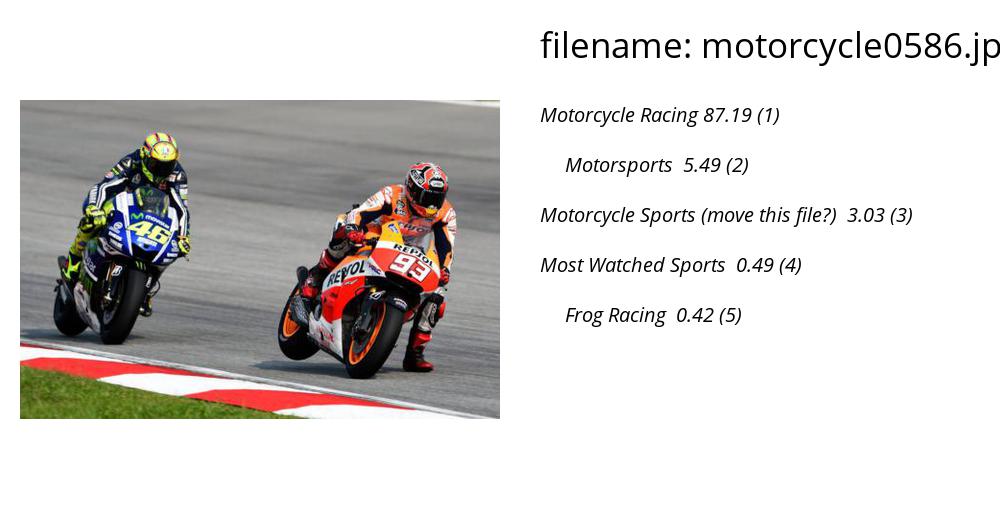 filename: motorcycle0586.jp
Motorcycle Racing 87.19 (1)
Motorsports 5.49 (2)
Motorcycle Sports (move this file?) 3.03 (3)
Most Watched Sports 0.49 (4)
Frog Racing 0.42 (5)
46
REPSOL
93
REPSOL